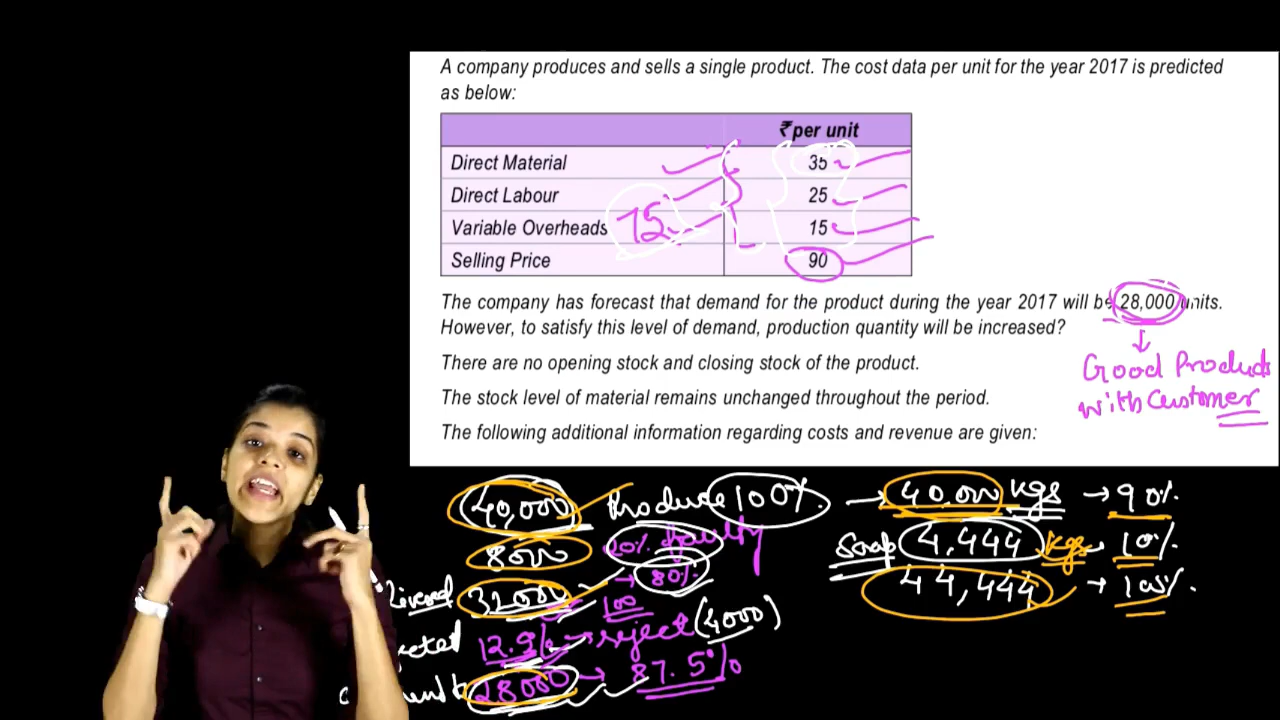 A company produces and sells a single product. The cost data per unit for the year 2017 is predicted
as below:
₹ per unit
Direct Material 35
Direct Labour 25
Variable Overheads 15
75
Selling Price 90
The company has forecast that demand for the product during the year 2017 will be 28,000 units.
However, to satisfy this level of demand, production quantity will be increased?
There are no opening stock and closing stock of the product.
The stock level of material remains unchanged throughout the period.
The following additional information regarding costs and revenue are given:
↓
Good Products
with Customer
40,000 Produce 100% → 40,000 kgs → 90%
8000 20% faulty
Scrap 4,444 kgs → 10%
32000 → 80%
100
44,444 → 100%.
reject (4000)
28000 → 87.5%